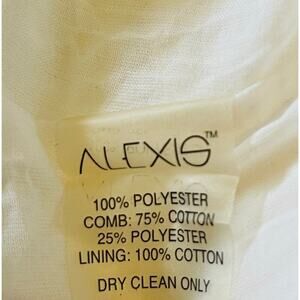 ALEXIS™
100% POLYESTER
COMB: 75% COTTON
25% POLYESTER
LINING: 100% COTTON
DRY CLEAN ONLY